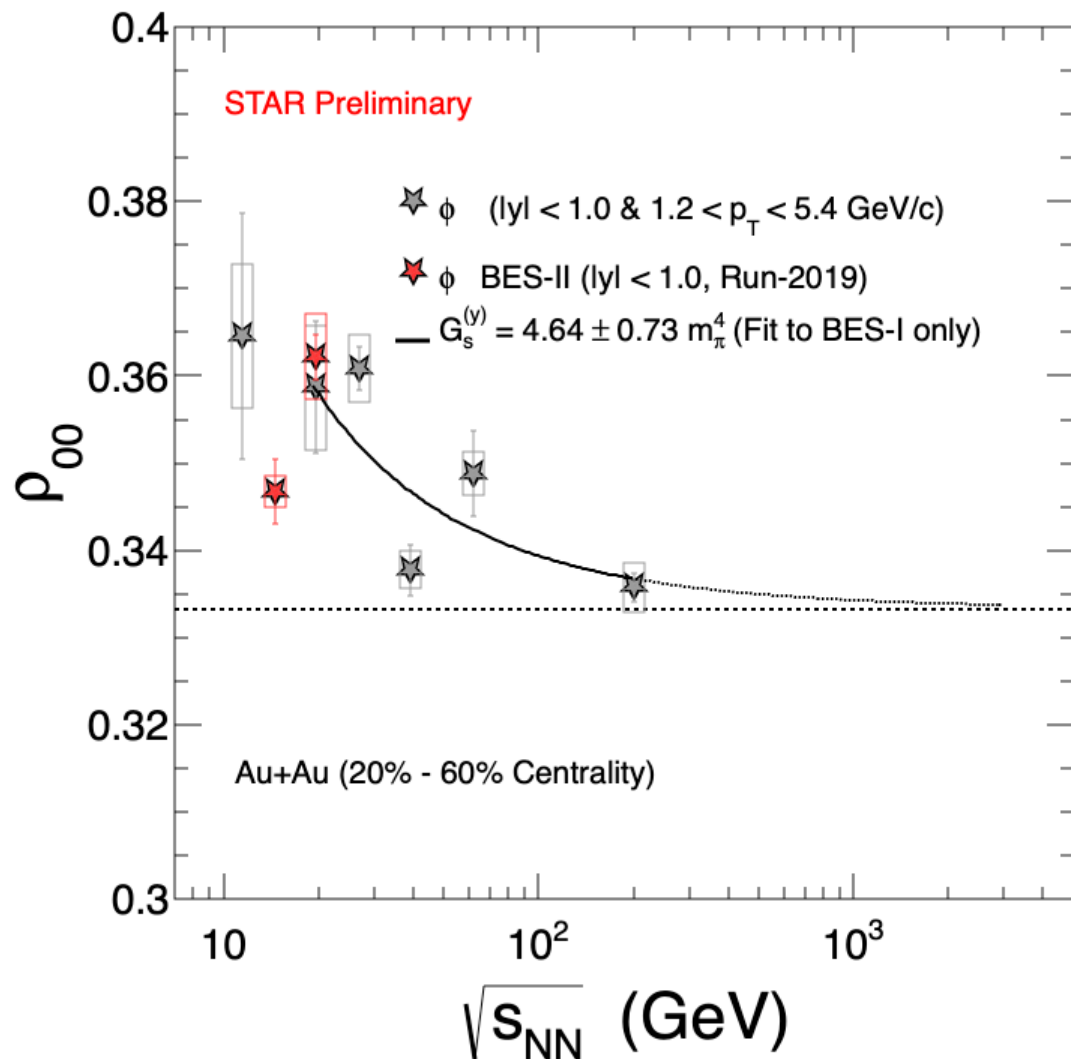 0.4
STAR Preliminary
0.38
ϕ (|y| < 1.0 & 1.2 < p_T < 5.4 GeV/c)
ϕ BES-II (|y| < 1.0, Run-2019)
G_s^(y) = 4.64 ± 0.73 m_π^4 (Fit to BES-I only)
0.36
ρ_00
0.34
0.32
Au+Au (20% - 60% Centrality)
0.3
10 10^2 10^3
√s_NN (GeV)